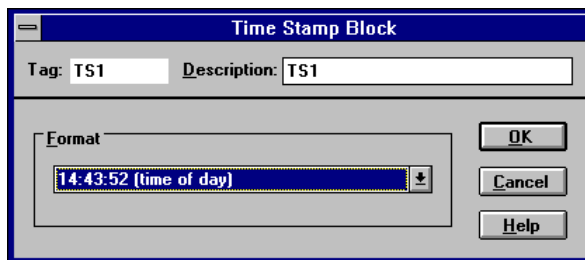 Time Stamp Block
Tag: TS1 Description: TS1
Format
14:43:52 (time of day)
OK
Cancel
Help